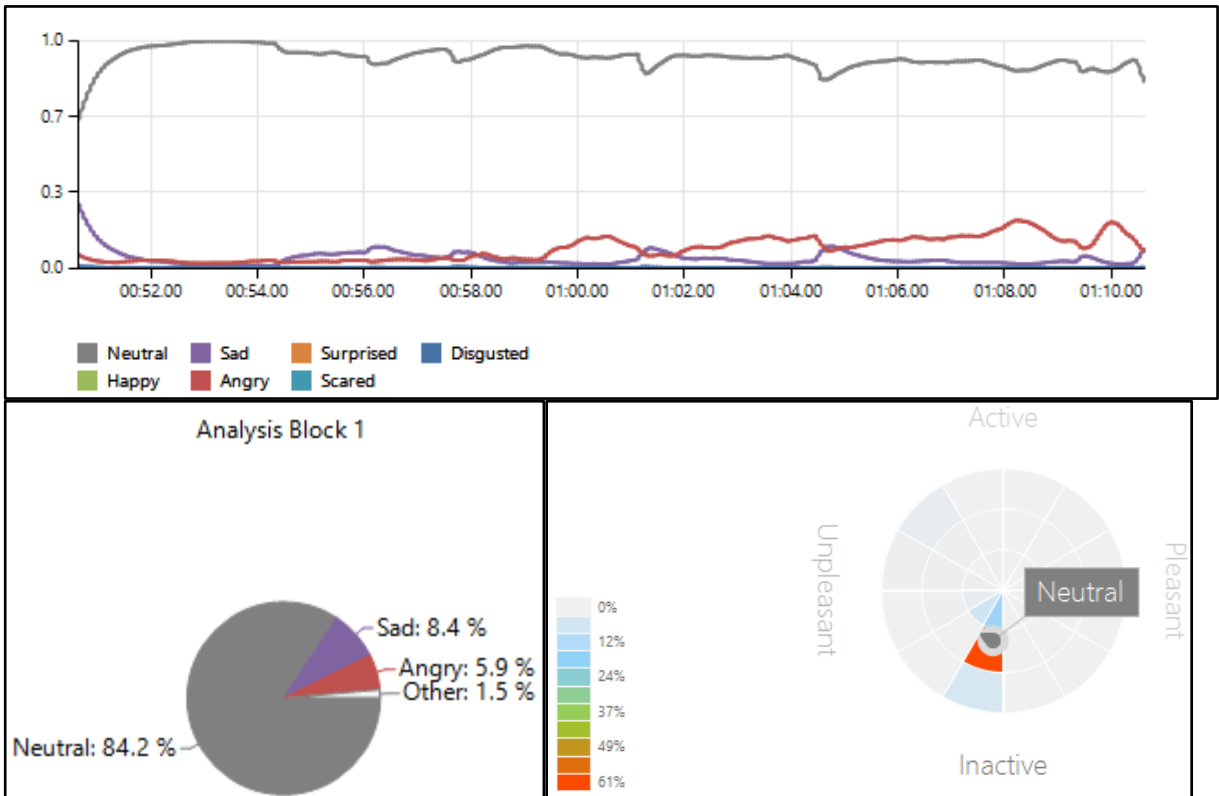 1.0
0.7
0.3
0.0
00:52.00 00:54.00 00:56.00 00:58.00 01:00.00 01:02.00 01:04.00 01:06.00 01:08.00 01:10.00
Neutral Sad Surprised Disgusted
Happy Angry Scared
Analysis Block 1
Sad: 8.4 %
Angry: 5.9 %
Other: 1.5 %
Neutral: 84.2 %
Active
Unpleasant
Pleasant
Neutral
Inactive
0%
12%
24%
37%
49%
61%